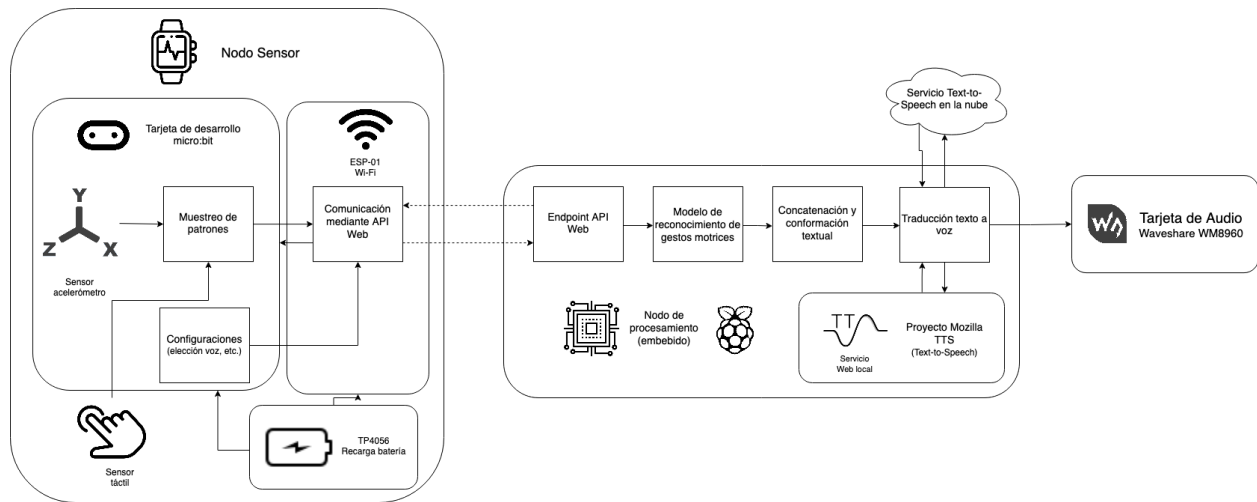 Nodo Sensor
Tarjeta de desarrollo
micro:bit
Y
Z
X
Sensor
acelerómetro
Muestreo de
patrones
Configuraciones
(elección voz, etc.)
Sensor
táctil
ESP-01
Wi-Fi
Comunicación
mediante API
Web
TP4056
Recarga batería
Endpoint API
Web
Modelo de
reconocimiento de
gestos motrices
Concatenación y
conformación
textual
Traducción texto a
voz
Servicio Text-to-
Speech en la nube
Nodo de
procesamiento
(embebido)
TT
Servicio
Web local
Proyecto Mozilla
TTS
(Text-to-Speech)
Tarjeta de Audio
Waveshare WM8960